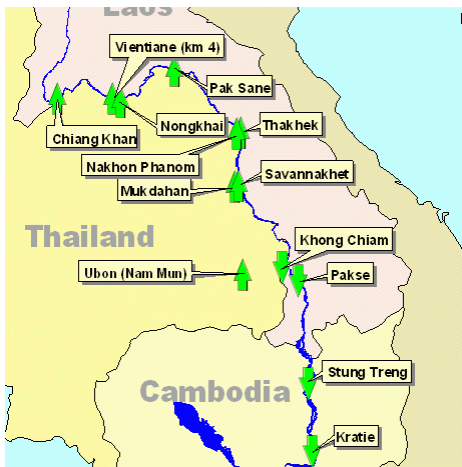 Laos
Vientiane (km 4)
Pak Sane
Nongkhai
Thakhek
Chiang Khan
Nakhon Phanom
Savannakhet
Mukdahan
Thailand
Khong Chiam
Ubon (Nam Mun)
Pakse
Stung Treng
Cambodia
Kratie